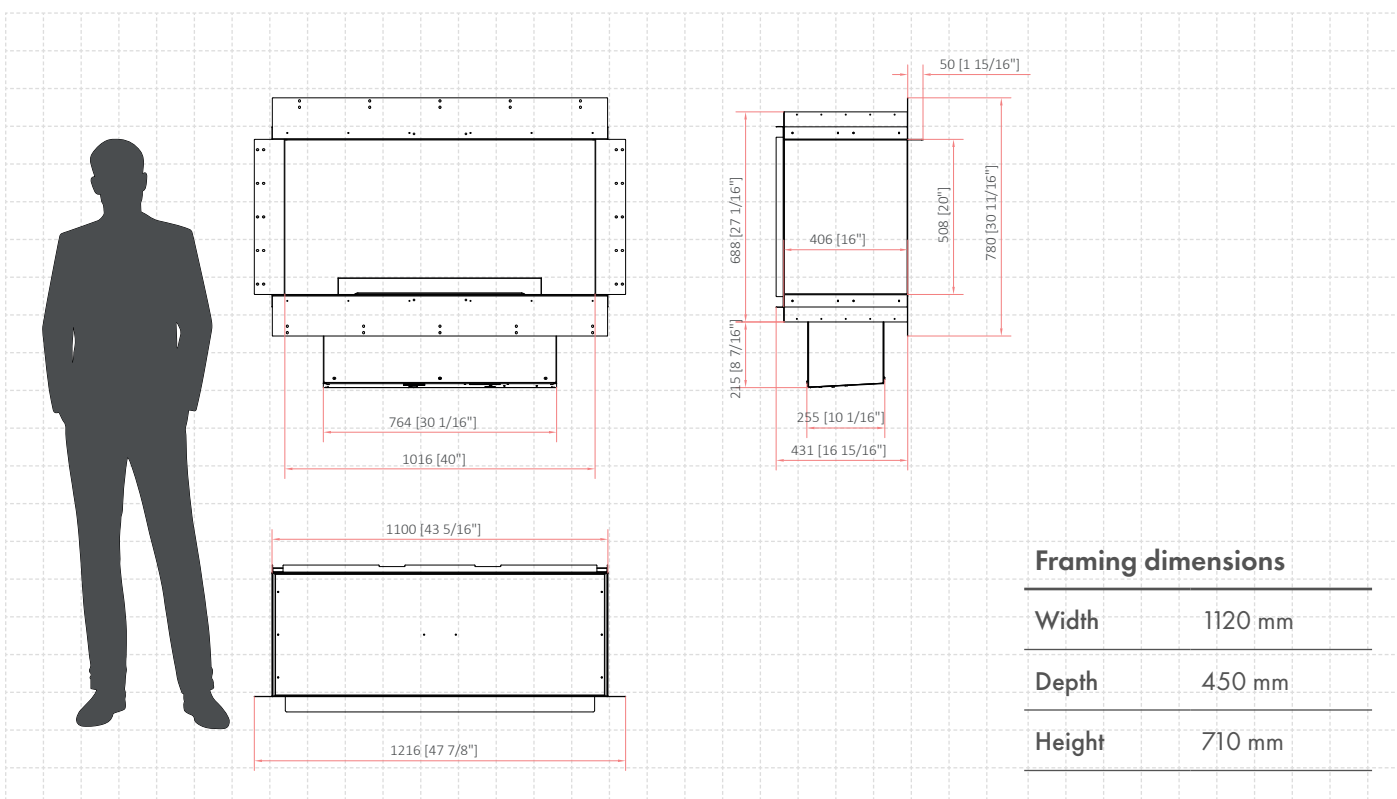 50 [1 15/16"]
688 [27 1/16"]
406 [16"]
508 [20"]
780 [30 11/16"]
215 [8 7/16"]
764 [30 1/16"]
255 [10 1/16"]
1016 [40"]
431 [16 15/16"]
1100 [43 5/16"]
1216 [47 7/8"]
Framing dimensions
Width 1120 mm
Depth 450 mm
Height 710 mm